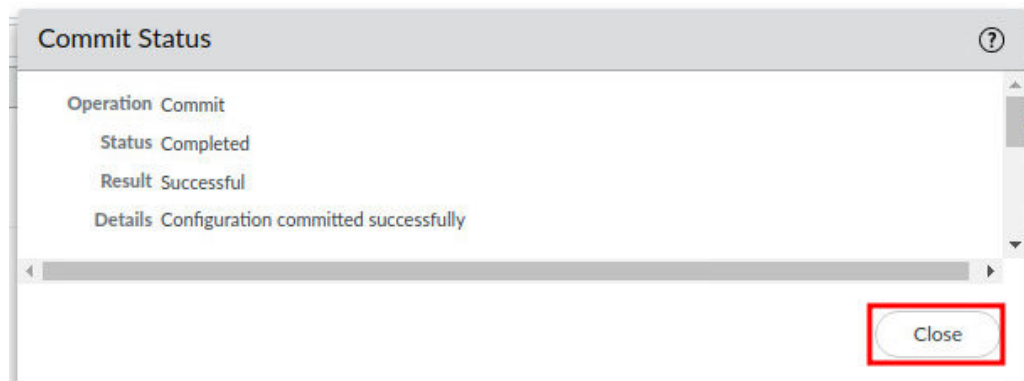 Commit Status
Operation Commit
Status Completed
Result Successful
Details Configuration committed successfully
Close